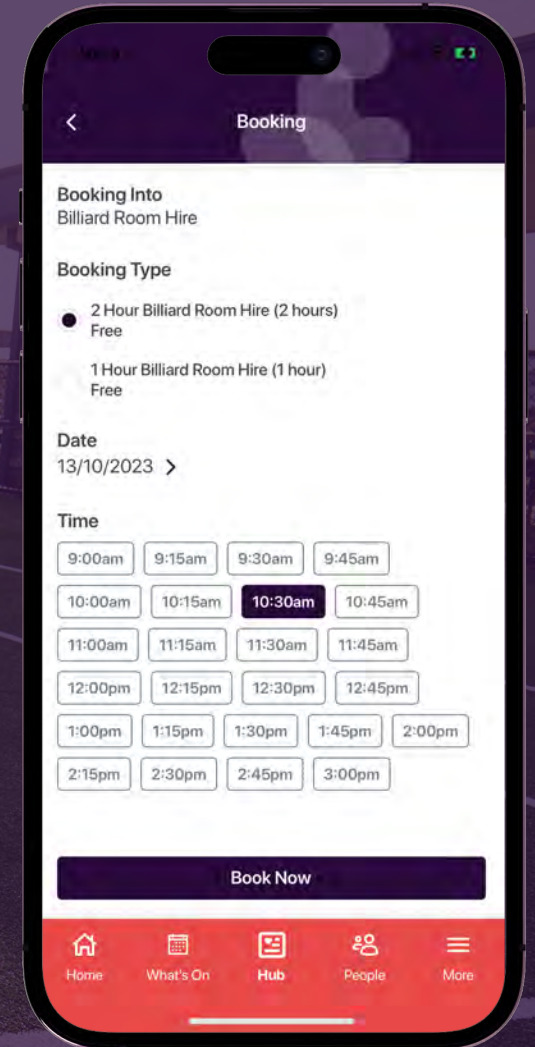 Booking
Booking Into
Billiard Room Hire
Booking Type
2 Hour Billiard Room Hire (2 hours)
Free
1 Hour Billiard Room Hire (1 hour)
Free
Date
13/10/2023
Time
9:00am 9:15am 9:30am 9:45am
10:00am 10:15am 10:30am 10:45am
11:00am 11:15am 11:30am 11:45am
12:00pm 12:15pm 12:30pm 12:45pm
1:00pm 1:15pm 1:30pm 1:45pm 2:00pm
2:15pm 2:30pm 2:45pm 3:00pm
Book Now
Home What's On Hub People More